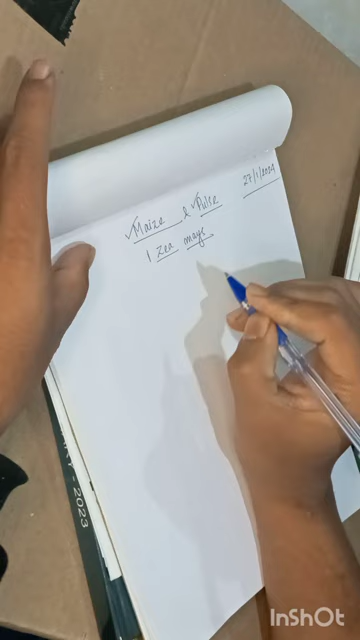 27/1/2024
Maize & Pulse
1 Zea mays
- 2023
InShOt